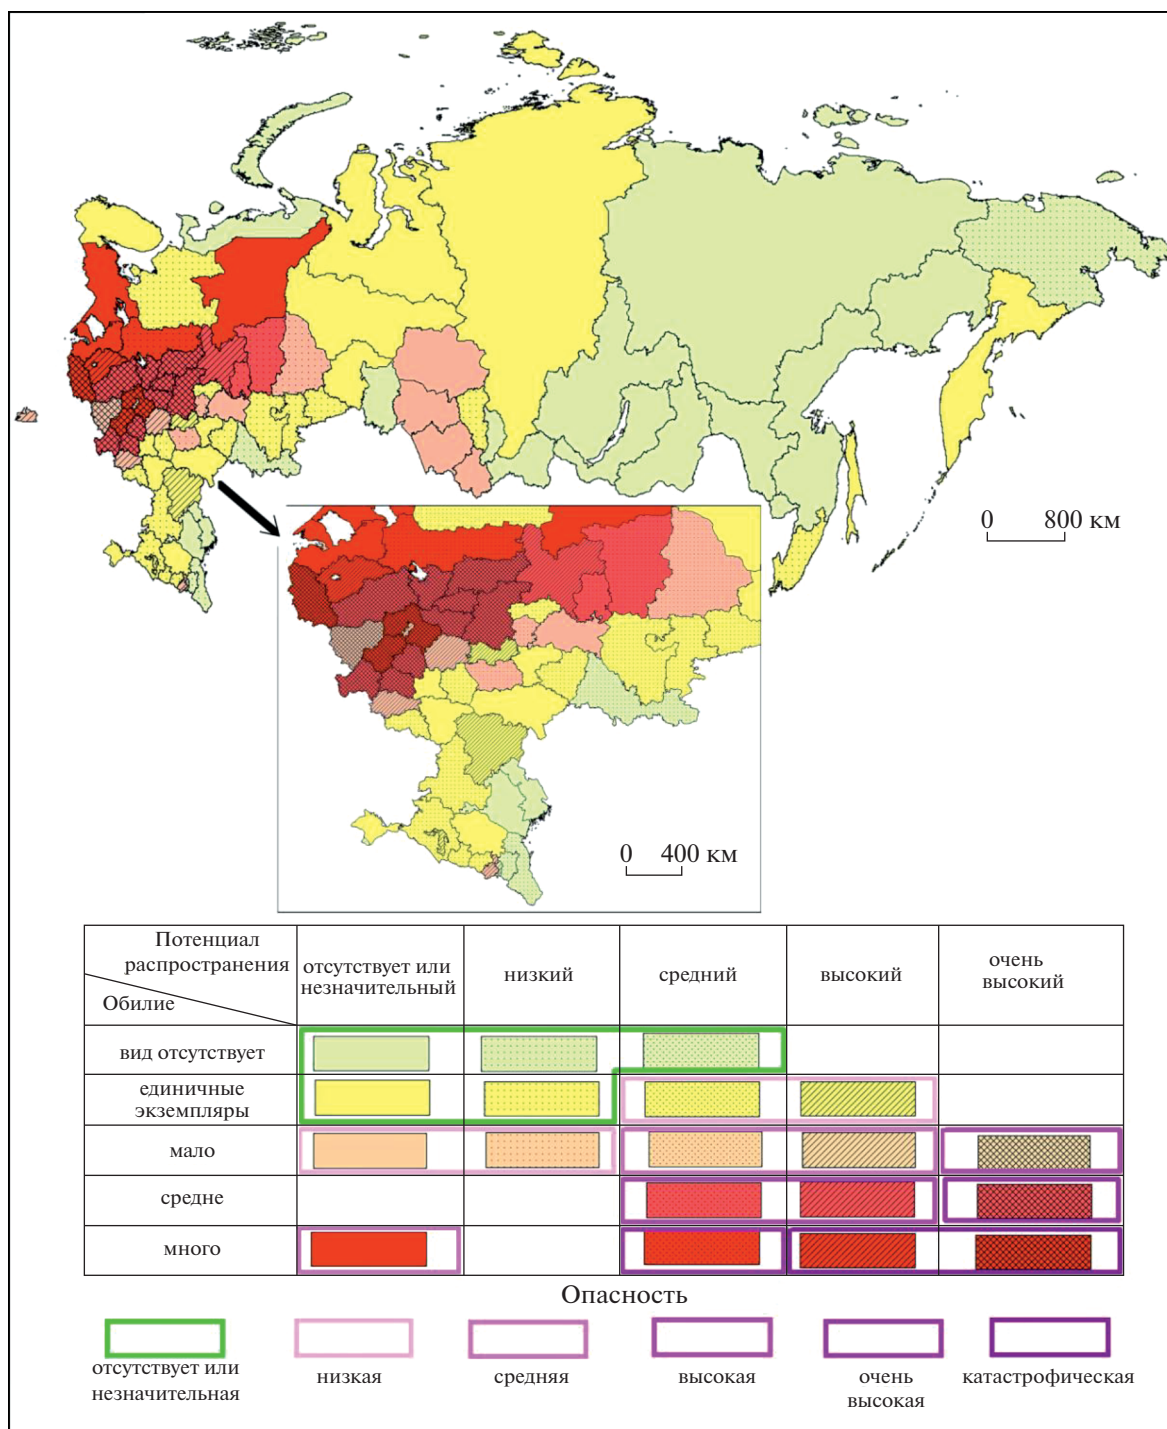 0 800 км
0 400 км
Потенциал
распространения
Обилие
отсутствует или
незначительный
низкий
средний
высокий
очень
высокий
вид отсутствует
единичные
экземпляры
мало
средне
много
Опасность
отсутствует или
незначительная
низкая
средняя
высокая
очень
высокая
катастрофическая